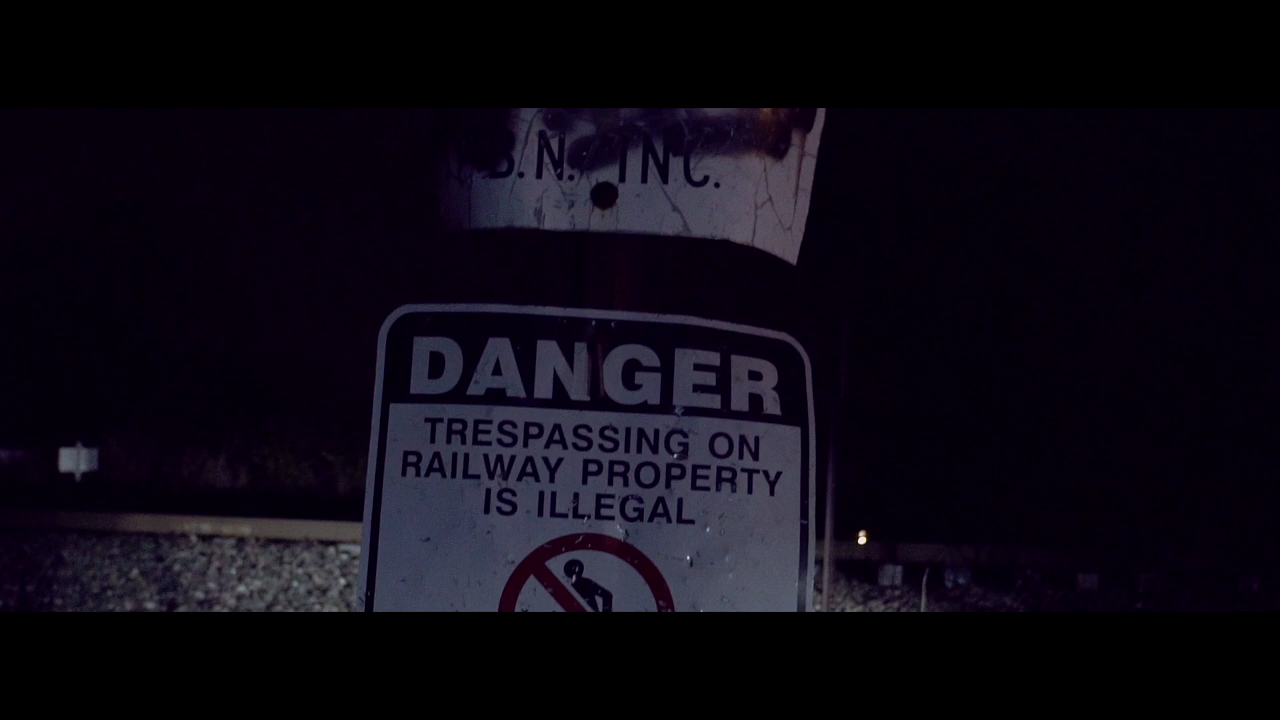 B.N. INC.
DANGER
TRESPASSING ON
RAILWAY PROPERTY
IS ILLEGAL